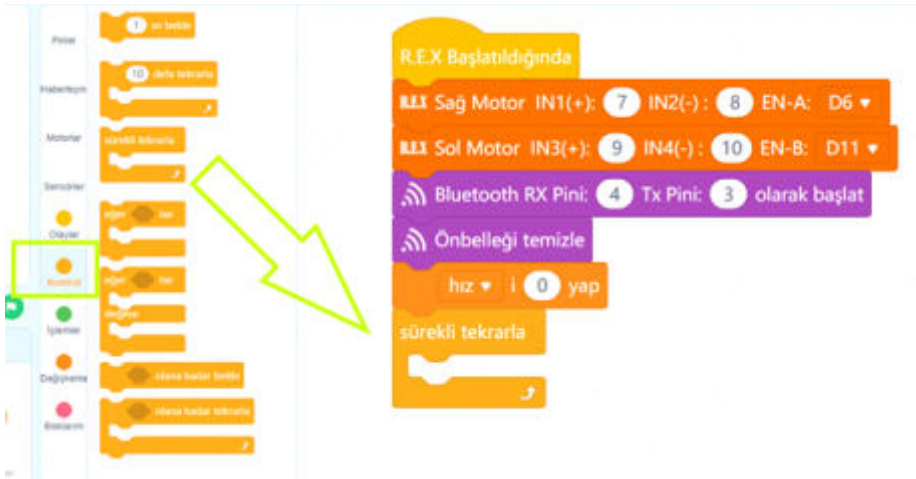 Pinler
Haberleşm
Motorlar
Sensörler
Olaylar
Kontrol
İşlemler
Değişkenle
Bloklarım
1 sn bekle
10 defa tekrarla
sürekli tekrarla
eğer ise
eğer ise
değilse
olana kadar bekle
olana kadar tekrarla
R.E.X Başlatıldığında
R.E.X Sağ Motor IN1(+): 7 IN2(-) : 8 EN-A: D6
R.E.X Sol Motor IN3(+): 9 IN4(-) : 10 EN-B: D11
Bluetooth RX Pini: 4 Tx Pini: 3 olarak başlat
Önbelleği temizle
hız i 0 yap
sürekli tekrarla